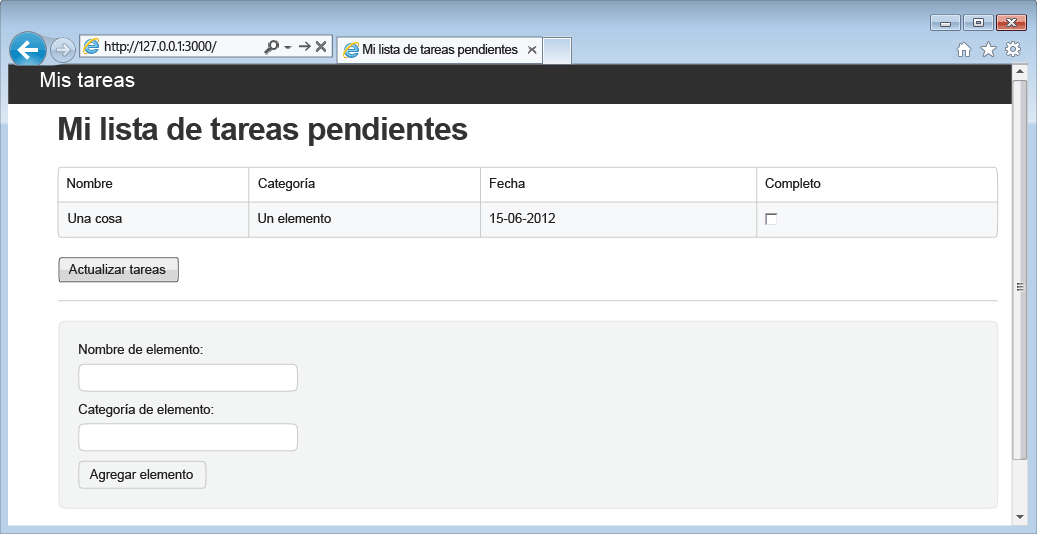 http://127.0.0.1:3000/
Mi lista de tareas pendientes
Mis tareas
Mi lista de tareas pendientes
Nombre Categoría Fecha Completo
Una cosa Un elemento 15-06-2012
Actualizar tareas
Nombre de elemento:
Categoría de elemento:
Agregar elemento